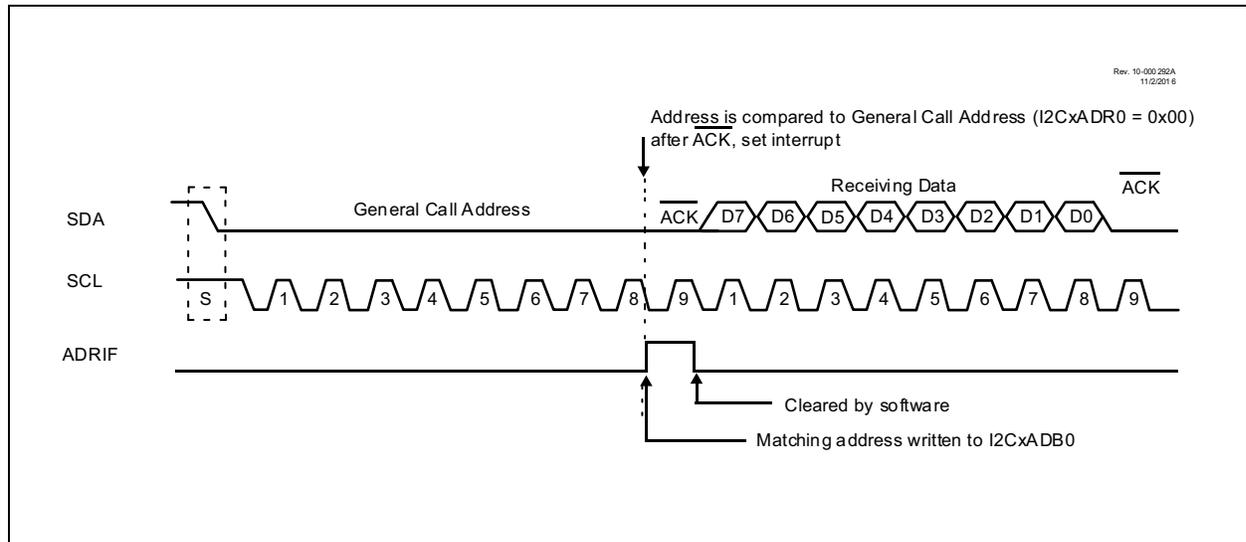 Rev. 10-000 292A
11/2/201 6
Address is compared to General Call Address (I2CxADR0 = 0x00)
after ACK, set interrupt
Receiving Data
ACK
General Call Address
SDA
ACK D7 D6 D5 D4 D3 D2 D1 D0
SCL
S 1 2 3 4 5 6 7 8 9 1 2 3 4 5 6 7 8 9
ADRIF
Cleared by software
Matching address written to I2CxADB0